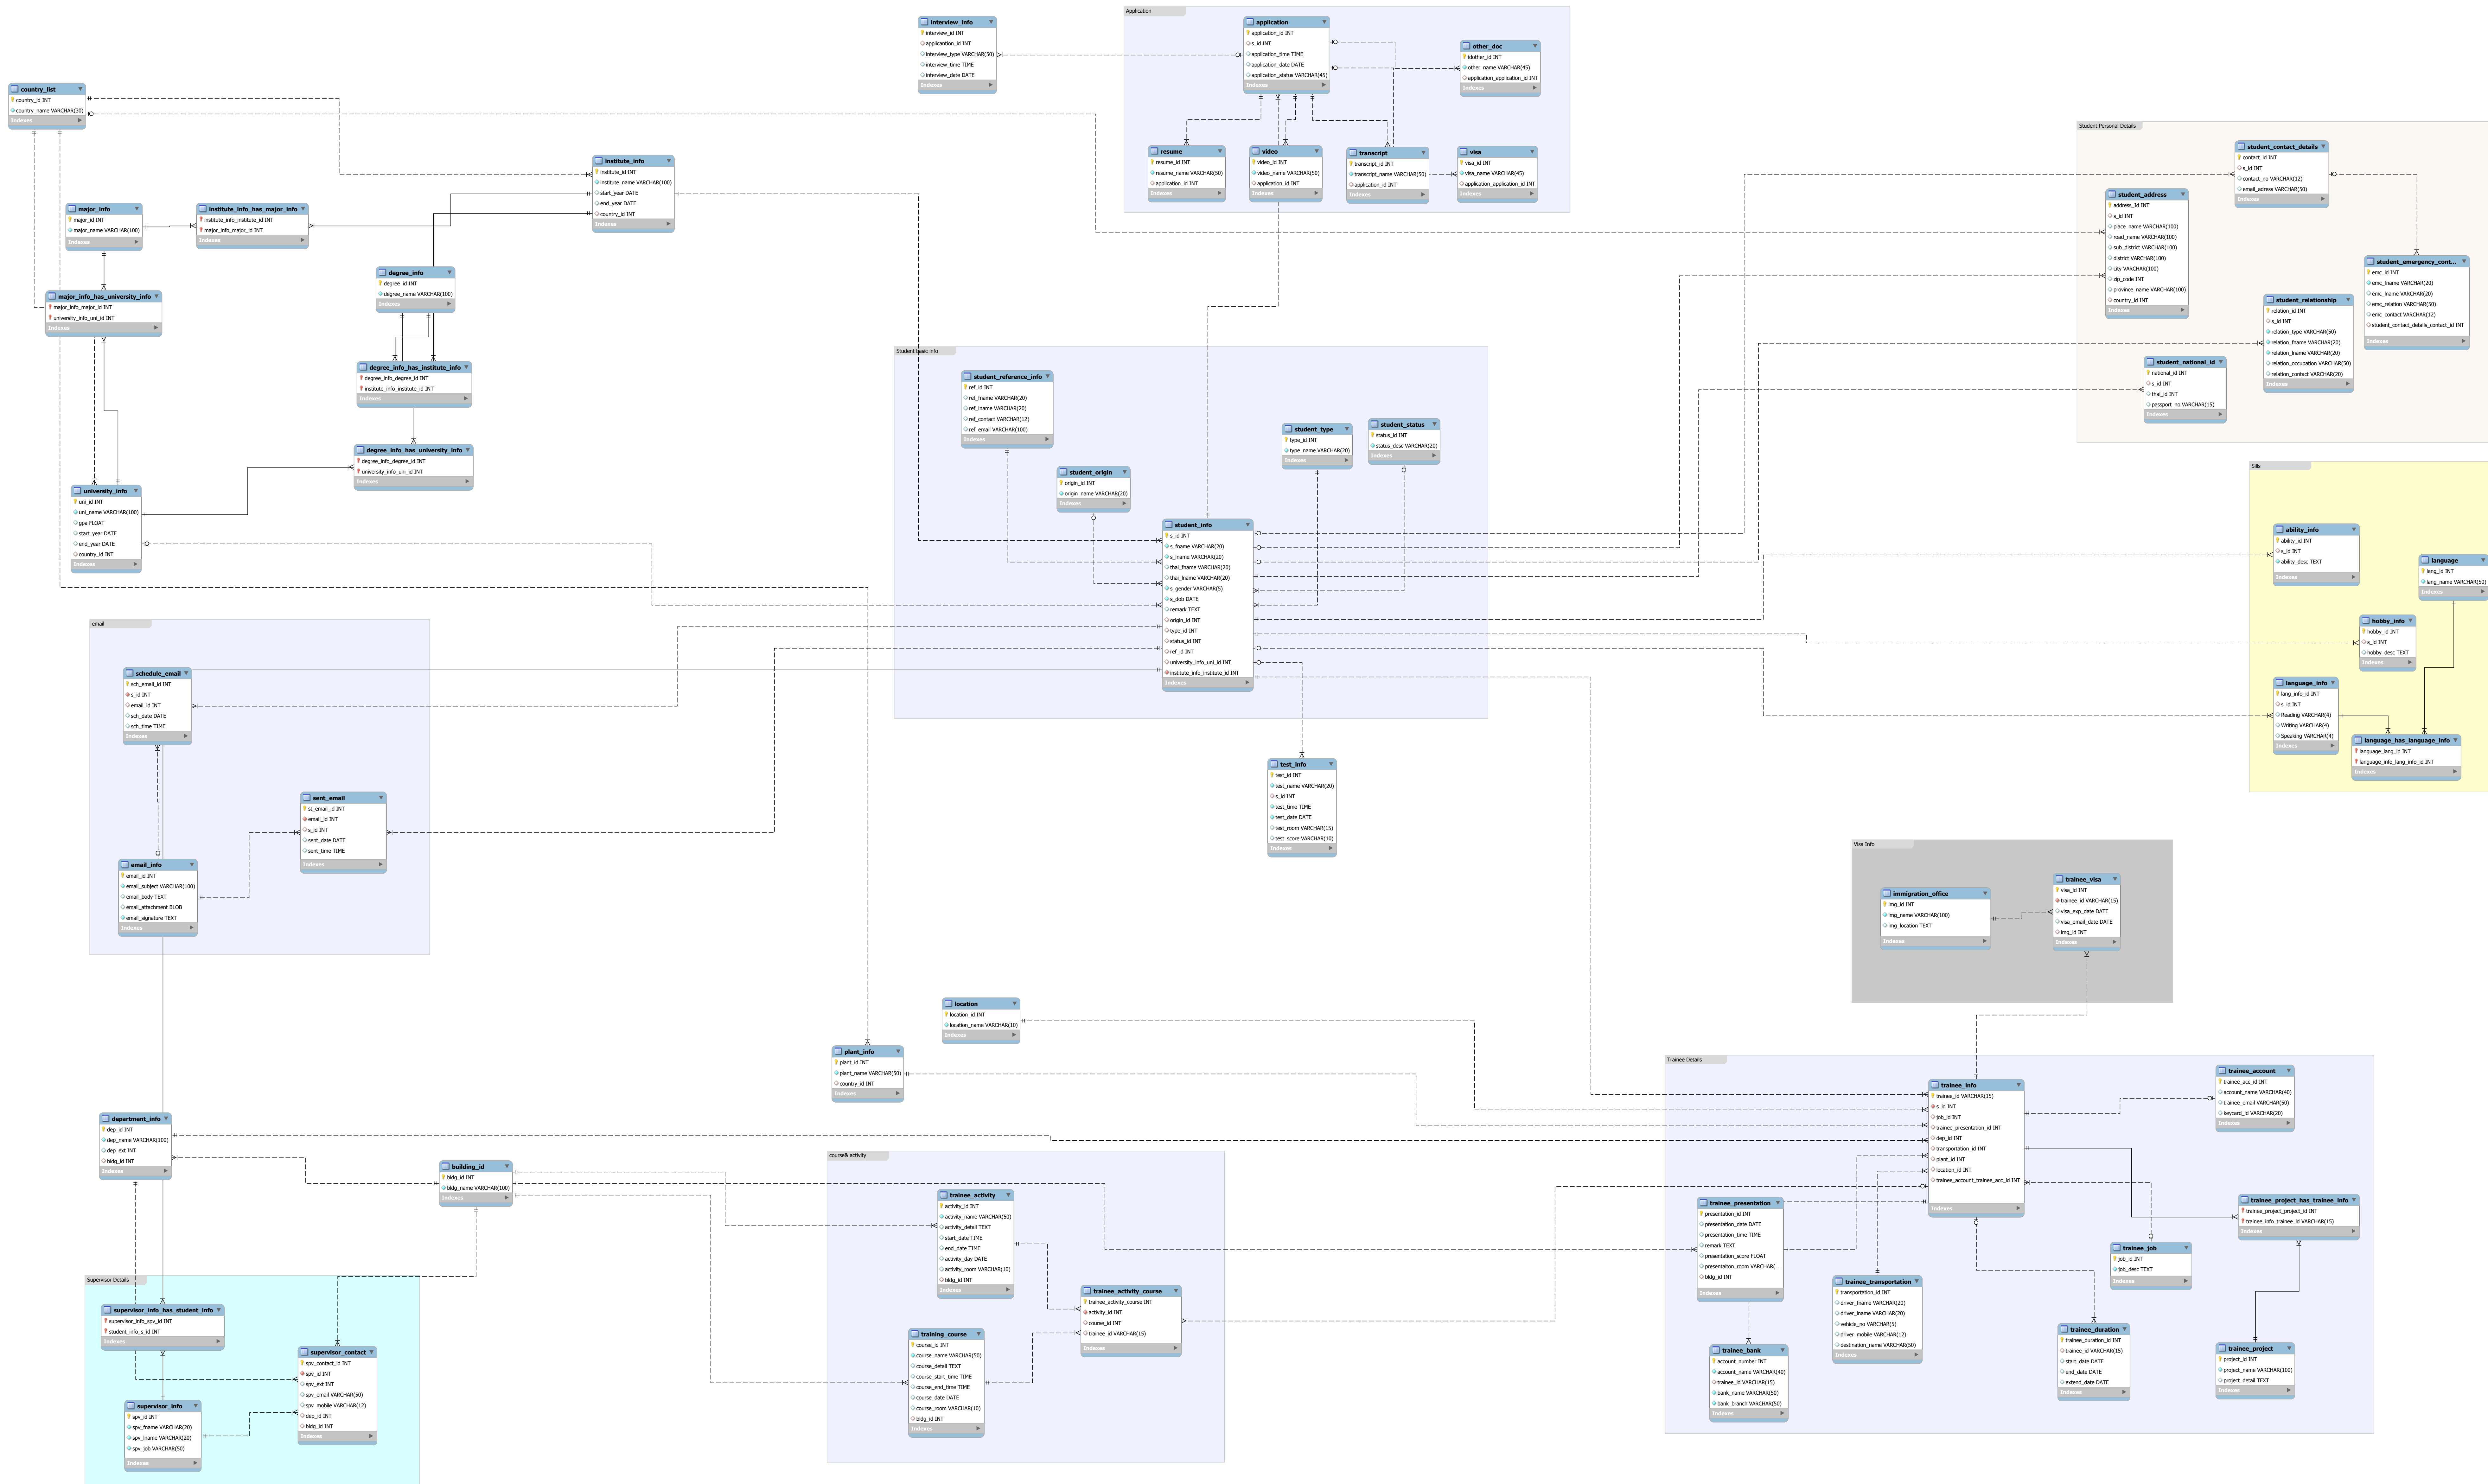 Application
interview_info
interview_id INT
applicantion_id INT
interview_type VARCHAR(50)
interview_time TIME
interview_date DATE
Indexes
application
application_id INT
s_id INT
application_time TIME
application_date DATE
application_status VARCHAR(45)
Indexes
other_doc
idother_id INT
other_name VARCHAR(45)
application_application_id INT
Indexes
resume
resume_id INT
resume_name VARCHAR(50)
application_id INT
Indexes
video
video_id INT
video_name VARCHAR(50)
application_id INT
Indexes
transcript
transcript_id INT
transcript_name VARCHAR(50)
application_id INT
Indexes
visa
visa_id INT
visa_name VARCHAR(45)
application_application_id INT
Indexes
country_list
country_id INT
country_name VARCHAR(30)
Indexes
institute_info
institute_id INT
institute_name VARCHAR(100)
start_year DATE
end_year DATE
country_id INT
Indexes
major_info
major_id INT
major_name VARCHAR(100)
Indexes
institute_info_has_major_info
institute_info_institute_id INT
major_info_major_id INT
Indexes
degree_info
degree_id INT
degree_name VARCHAR(100)
Indexes
major_info_has_university_info
major_info_major_id INT
university_info_uni_id INT
Indexes
degree_info_has_institute_info
degree_info_degree_id INT
institute_info_institute_id INT
Indexes
degree_info_has_university_info
degree_info_degree_id INT
university_info_uni_id INT
Indexes
university_info
uni_id INT
uni_name VARCHAR(100)
gpa FLOAT
start_year DATE
end_year DATE
country_id INT
Indexes
Student Personal Details
student_contact_details
contact_id INT
s_id INT
contact_no VARCHAR(12)
email_adress VARCHAR(50)
Indexes
student_address
address_Id INT
s_id INT
place_name VARCHAR(100)
road_name VARCHAR(100)
sub_district VARCHAR(100)
district VARCHAR(100)
city VARCHAR(100)
zip_code INT
province_name VARCHAR(100)
country_id INT
Indexes
student_emergency_cont...
emc_id INT
emc_fname VARCHAR(20)
emc_lname VARCHAR(20)
emc_relation VARCHAR(50)
emc_contact VARCHAR(12)
student_contact_details_contact_id INT
Indexes
student_relationship
relation_id INT
s_id INT
relation_type VARCHAR(50)
relation_fname VARCHAR(20)
relation_lname VARCHAR(20)
relation_occupation VARCHAR(50)
relation_contact VARCHAR(20)
Indexes
student_national_id
national_id INT
s_id INT
thai_id INT
passport_no VARCHAR(15)
Indexes
Student basic info
student_reference_info
ref_id INT
ref_fname VARCHAR(20)
ref_lname VARCHAR(20)
ref_contact VARCHAR(12)
ref_email VARCHAR(100)
Indexes
student_type
type_id INT
type_name VARCHAR(20)
Indexes
student_status
status_id INT
status_desc VARCHAR(20)
Indexes
student_origin
origin_id INT
origin_name VARCHAR(20)
Indexes
student_info
s_id INT
s_fname VARCHAR(20)
s_lname VARCHAR(20)
thai_fname VARCHAR(20)
thai_lname VARCHAR(20)
s_gender VARCHAR(5)
s_dob DATE
remark TEXT
origin_id INT
type_id INT
status_id INT
ref_id INT
university_info_uni_id INT
institute_info_institute_id INT
Indexes
Sills
ability_info
ability_id INT
s_id INT
ability_desc TEXT
Indexes
language
lang_id INT
lang_name VARCHAR(50)
Indexes
hobby_info
hobby_id INT
s_id INT
hobby_desc TEXT
Indexes
language_info
lang_info_id INT
s_id INT
Reading VARCHAR(4)
Writing VARCHAR(4)
Speaking VARCHAR(4)
Indexes
language_has_language_info
language_lang_id INT
language_info_lang_info_id INT
Indexes
email
schedule_email
sch_email_id INT
s_id INT
email_id INT
sch_date DATE
sch_time TIME
Indexes
sent_email
st_email_id INT
email_id INT
s_id INT
sent_date DATE
sent_time TIME
Indexes
email_info
email_id INT
email_subject VARCHAR(100)
email_body TEXT
email_attachment BLOB
email_signature TEXT
Indexes
test_info
test_id INT
test_name VARCHAR(20)
s_id INT
test_time TIME
test_date DATE
test_room VARCHAR(15)
test_score VARCHAR(10)
Indexes
Visa Info
immigration_office
img_id INT
img_name VARCHAR(100)
img_location TEXT
Indexes
trainee_visa
visa_id INT
trainee_id VARCHAR(15)
visa_exp_date DATE
visa_email_date DATE
img_id INT
Indexes
location
location_id INT
location_name VARCHAR(10)
Indexes
plant_info
plant_id INT
plant_name VARCHAR(50)
country_id INT
Indexes
department_info
dep_id INT
dep_name VARCHAR(100)
dep_ext INT
bldg_id INT
Indexes
building_id
bldg_id INT
bldg_name VARCHAR(100)
Indexes
course& activity
trainee_activity
activity_id INT
activity_name VARCHAR(50)
activity_detail TEXT
start_date TIME
end_date TIME
activity_day DATE
activity_room VARCHAR(10)
bldg_id INT
Indexes
trainee_activity_course
trainee_activity_course INT
activity_id INT
course_id INT
trainee_id VARCHAR(15)
Indexes
training_course
course_id INT
course_name VARCHAR(50)
course_detail TEXT
course_start_time TIME
course_end_time TIME
course_date DATE
course_room VARCHAR(10)
bldg_id INT
Indexes
Supervisor Details
supervisor_info_has_student_info
supervisor_info_spv_id INT
student_info_s_id INT
Indexes
supervisor_contact
spv_contact_id INT
spv_id INT
spv_ext INT
spv_email VARCHAR(50)
spv_mobile VARCHAR(12)
dep_id INT
bldg_id INT
Indexes
supervisor_info
spv_id INT
spv_fname VARCHAR(20)
spv_lname VARCHAR(20)
spv_job VARCHAR(50)
Indexes
Trainee Details
trainee_info
trainee_id VARCHAR(15)
s_id INT
job_id INT
trainee_presentation_id INT
dep_id INT
transportation_id INT
plant_id INT
location_id INT
trainee_account_trainee_acc_id INT
Indexes
trainee_account
trainee_acc_id INT
account_name VARCHAR(40)
trainee_email VARCHAR(50)
keycard_id VARCHAR(20)
Indexes
trainee_presentation
presentation_id INT
presentation_date DATE
presentation_time TIME
remark TEXT
presentation_score FLOAT
presentaiton_room VARCHAR(...
bldg_id INT
Indexes
trainee_project_has_trainee_info
trainee_project_project_id INT
trainee_info_trainee_id VARCHAR(15)
Indexes
trainee_job
job_id INT
job_desc TEXT
Indexes
trainee_transportation
transportation_id INT
driver_fname VARCHAR(20)
driver_lname VARCHAR(20)
vehicle_no VARCHAR(5)
driver_mobile VARCHAR(12)
destination_name VARCHAR(50)
Indexes
trainee_duration
trainee_duration_id INT
trainee_id VARCHAR(15)
start_date DATE
end_date DATE
extend_date DATE
Indexes
trainee_project
project_id INT
project_name VARCHAR(100)
project_detail TEXT
Indexes
trainee_bank
account_number INT
account_name VARCHAR(40)
trainee_id VARCHAR(15)
bank_name VARCHAR(50)
bank_branch VARCHAR(50)
Indexes